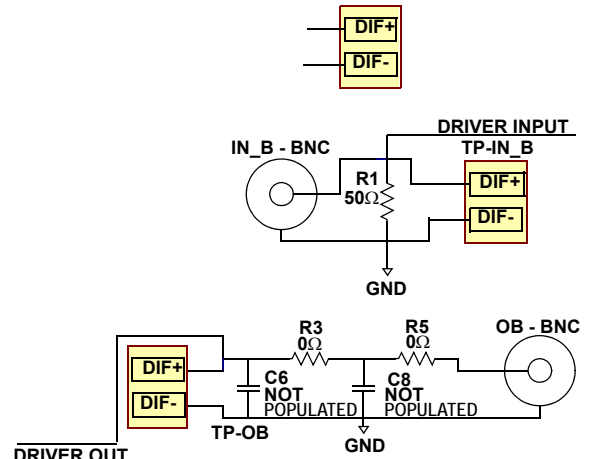 DIF+
DIF-
DRIVER INPUT
IN_B - BNC
TP-IN_B
R1
50Ω
DIF+
DIF-
GND
R3
0Ω
R5
0Ω
OB - BNC
DIF+
DIF-
C6
NOT
POPULATED
C8
NOT
POPULATED
TP-OB
GND
DRIVER OUT